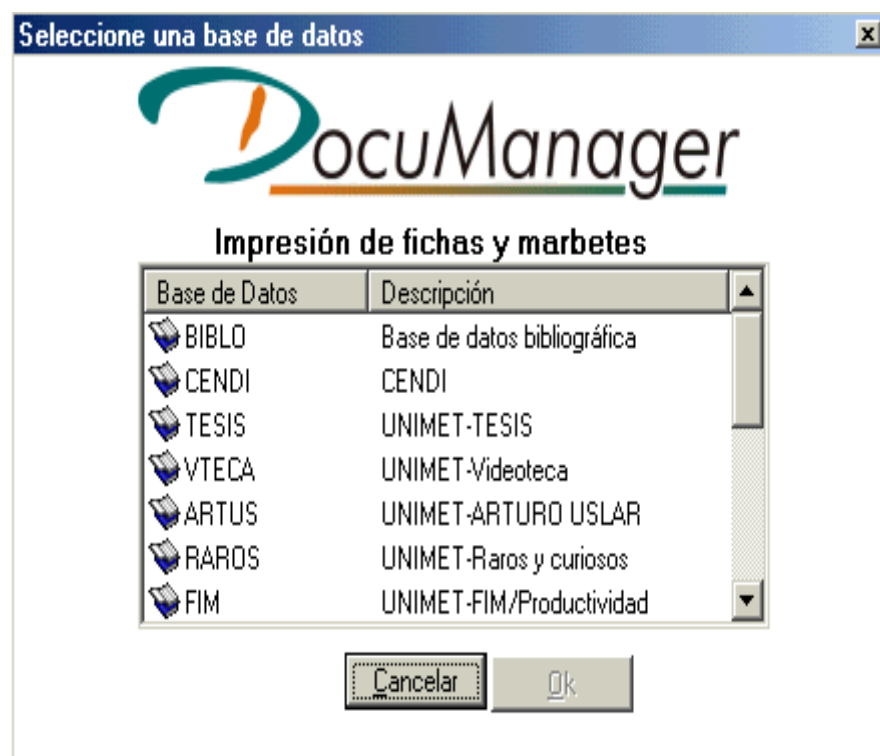 Seleccione una base de datos
DocuManager
Impresión de fichas y marbetes
Base de Datos Descripción
BIBLO Base de datos bibliográfica
CENDI CENDI
TESIS UNIMET-TESIS
VTECA UNIMET-Videoteca
ARTUS UNIMET-ARTURO USLAR
RAROS UNIMET-Raros y curiosos
FIM UNIMET-FIM/Productividad
Cancelar Ok